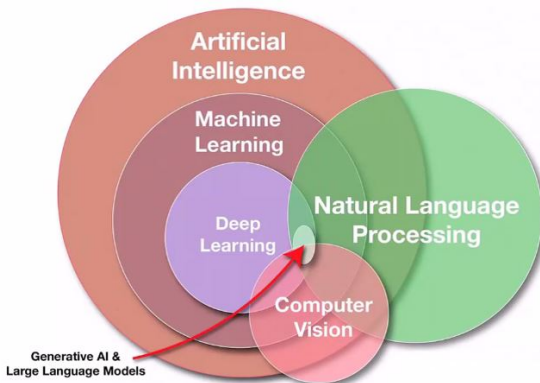 Artificial
Intelligence
Machine
Learning
Deep
Learning
Natural Language
Processing
Computer
Vision
Generative AI &
Large Language Models